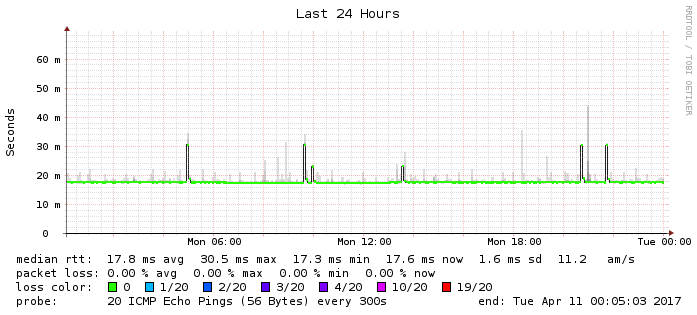 Last 24 Hours
RRDTOOL / TOBI OETIKER
Seconds
60 m
50 m
40 m
30 m
20 m
10 m
0
Mon 06:00 Mon 12:00 Mon 18:00 Tue 00:00
median rtt: 17.8 ms avg 30.5 ms max 17.3 ms min 17.6 ms now 1.6 ms sd 11.2 am/s
packet loss: 0.00 % avg 0.00 % max 0.00 % min 0.00 % now
loss color: 0 1/20 2/20 3/20 4/20 10/20 19/20
probe: 20 ICMP Echo Pings (56 Bytes) every 300s end: Tue Apr 11 00:05:03 2017